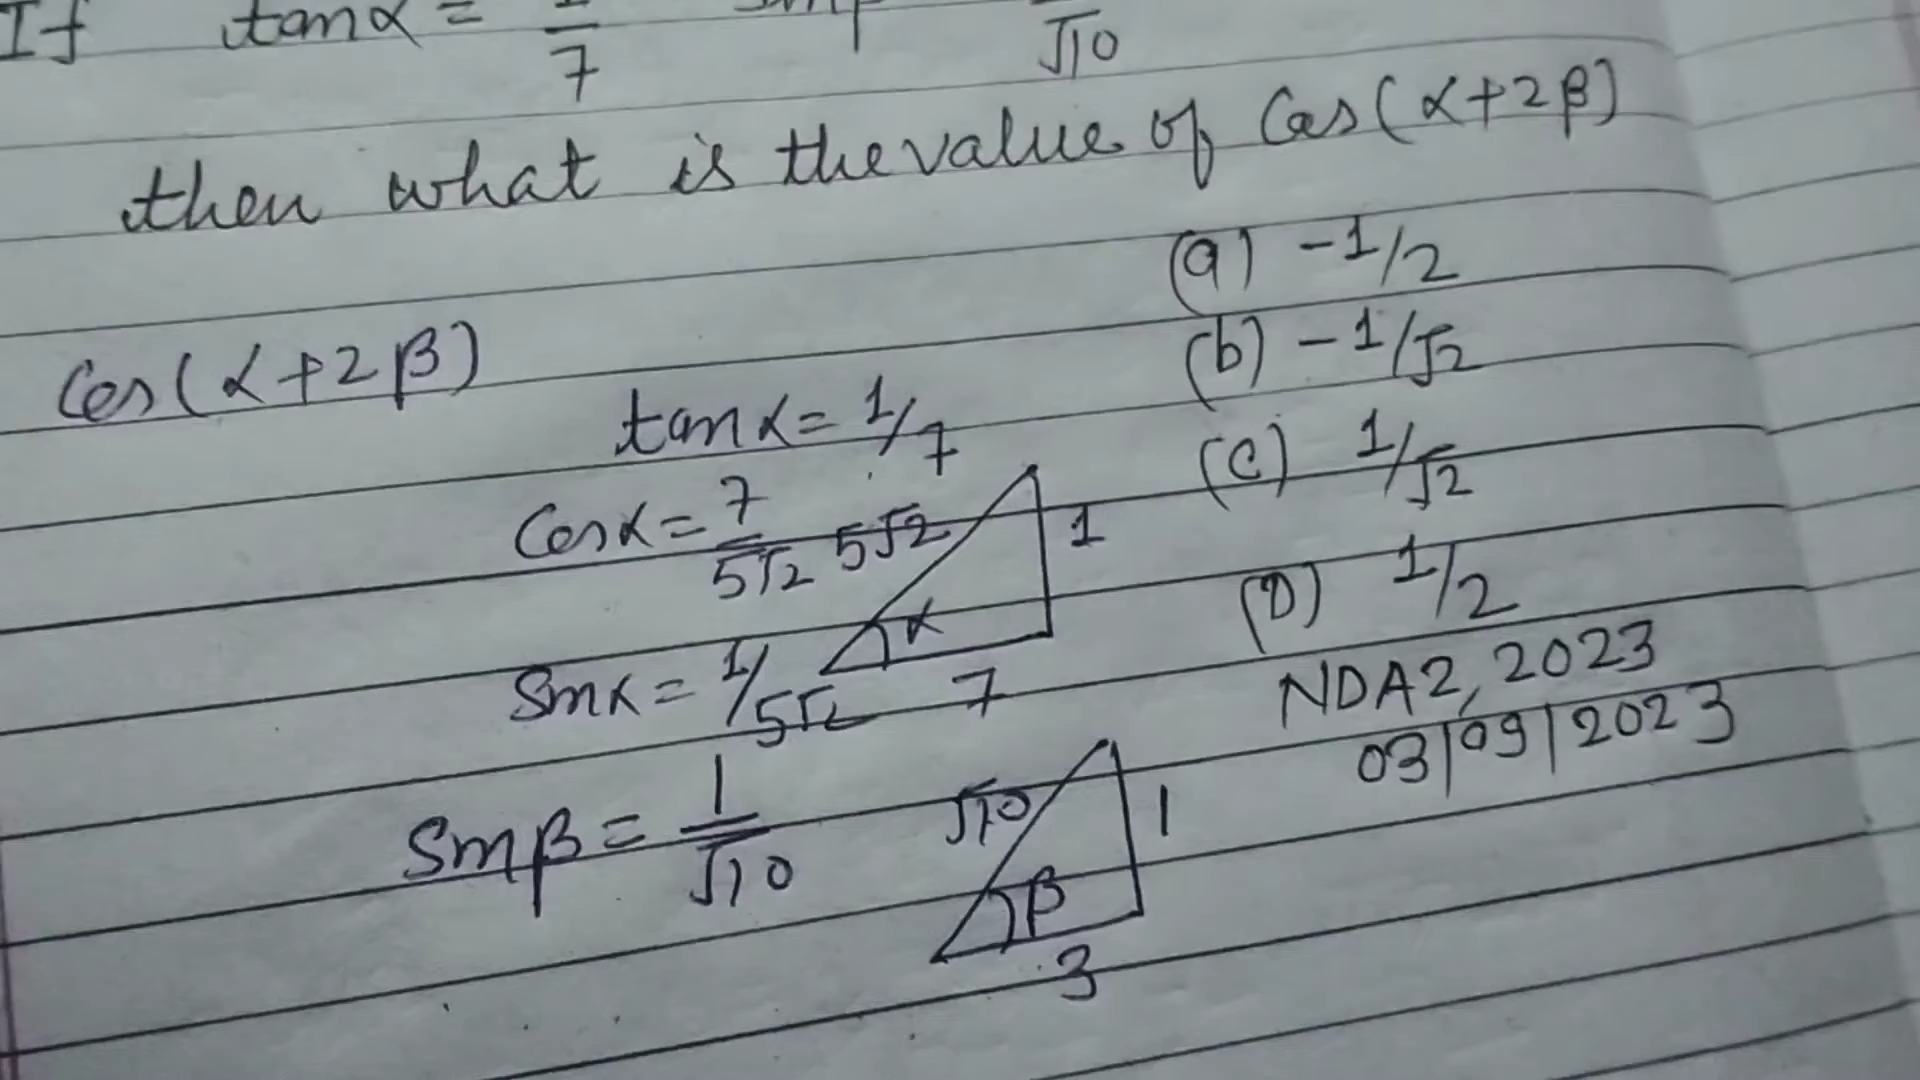 If tanα = 1/7 sinβ √10
then what is the value of Cos(α+2β)
(a) -1/2
Cos(α+2β)
(b) -1/√2
tanα = 1/7
(c) 1/√2
Cosα = 7/5√2
5√2 1
α
7
(D) 1/2
Sinα = 1/5√2
NDA2, 2023
03/09/2023
Sinβ = 1/√10
√10 1
β
3